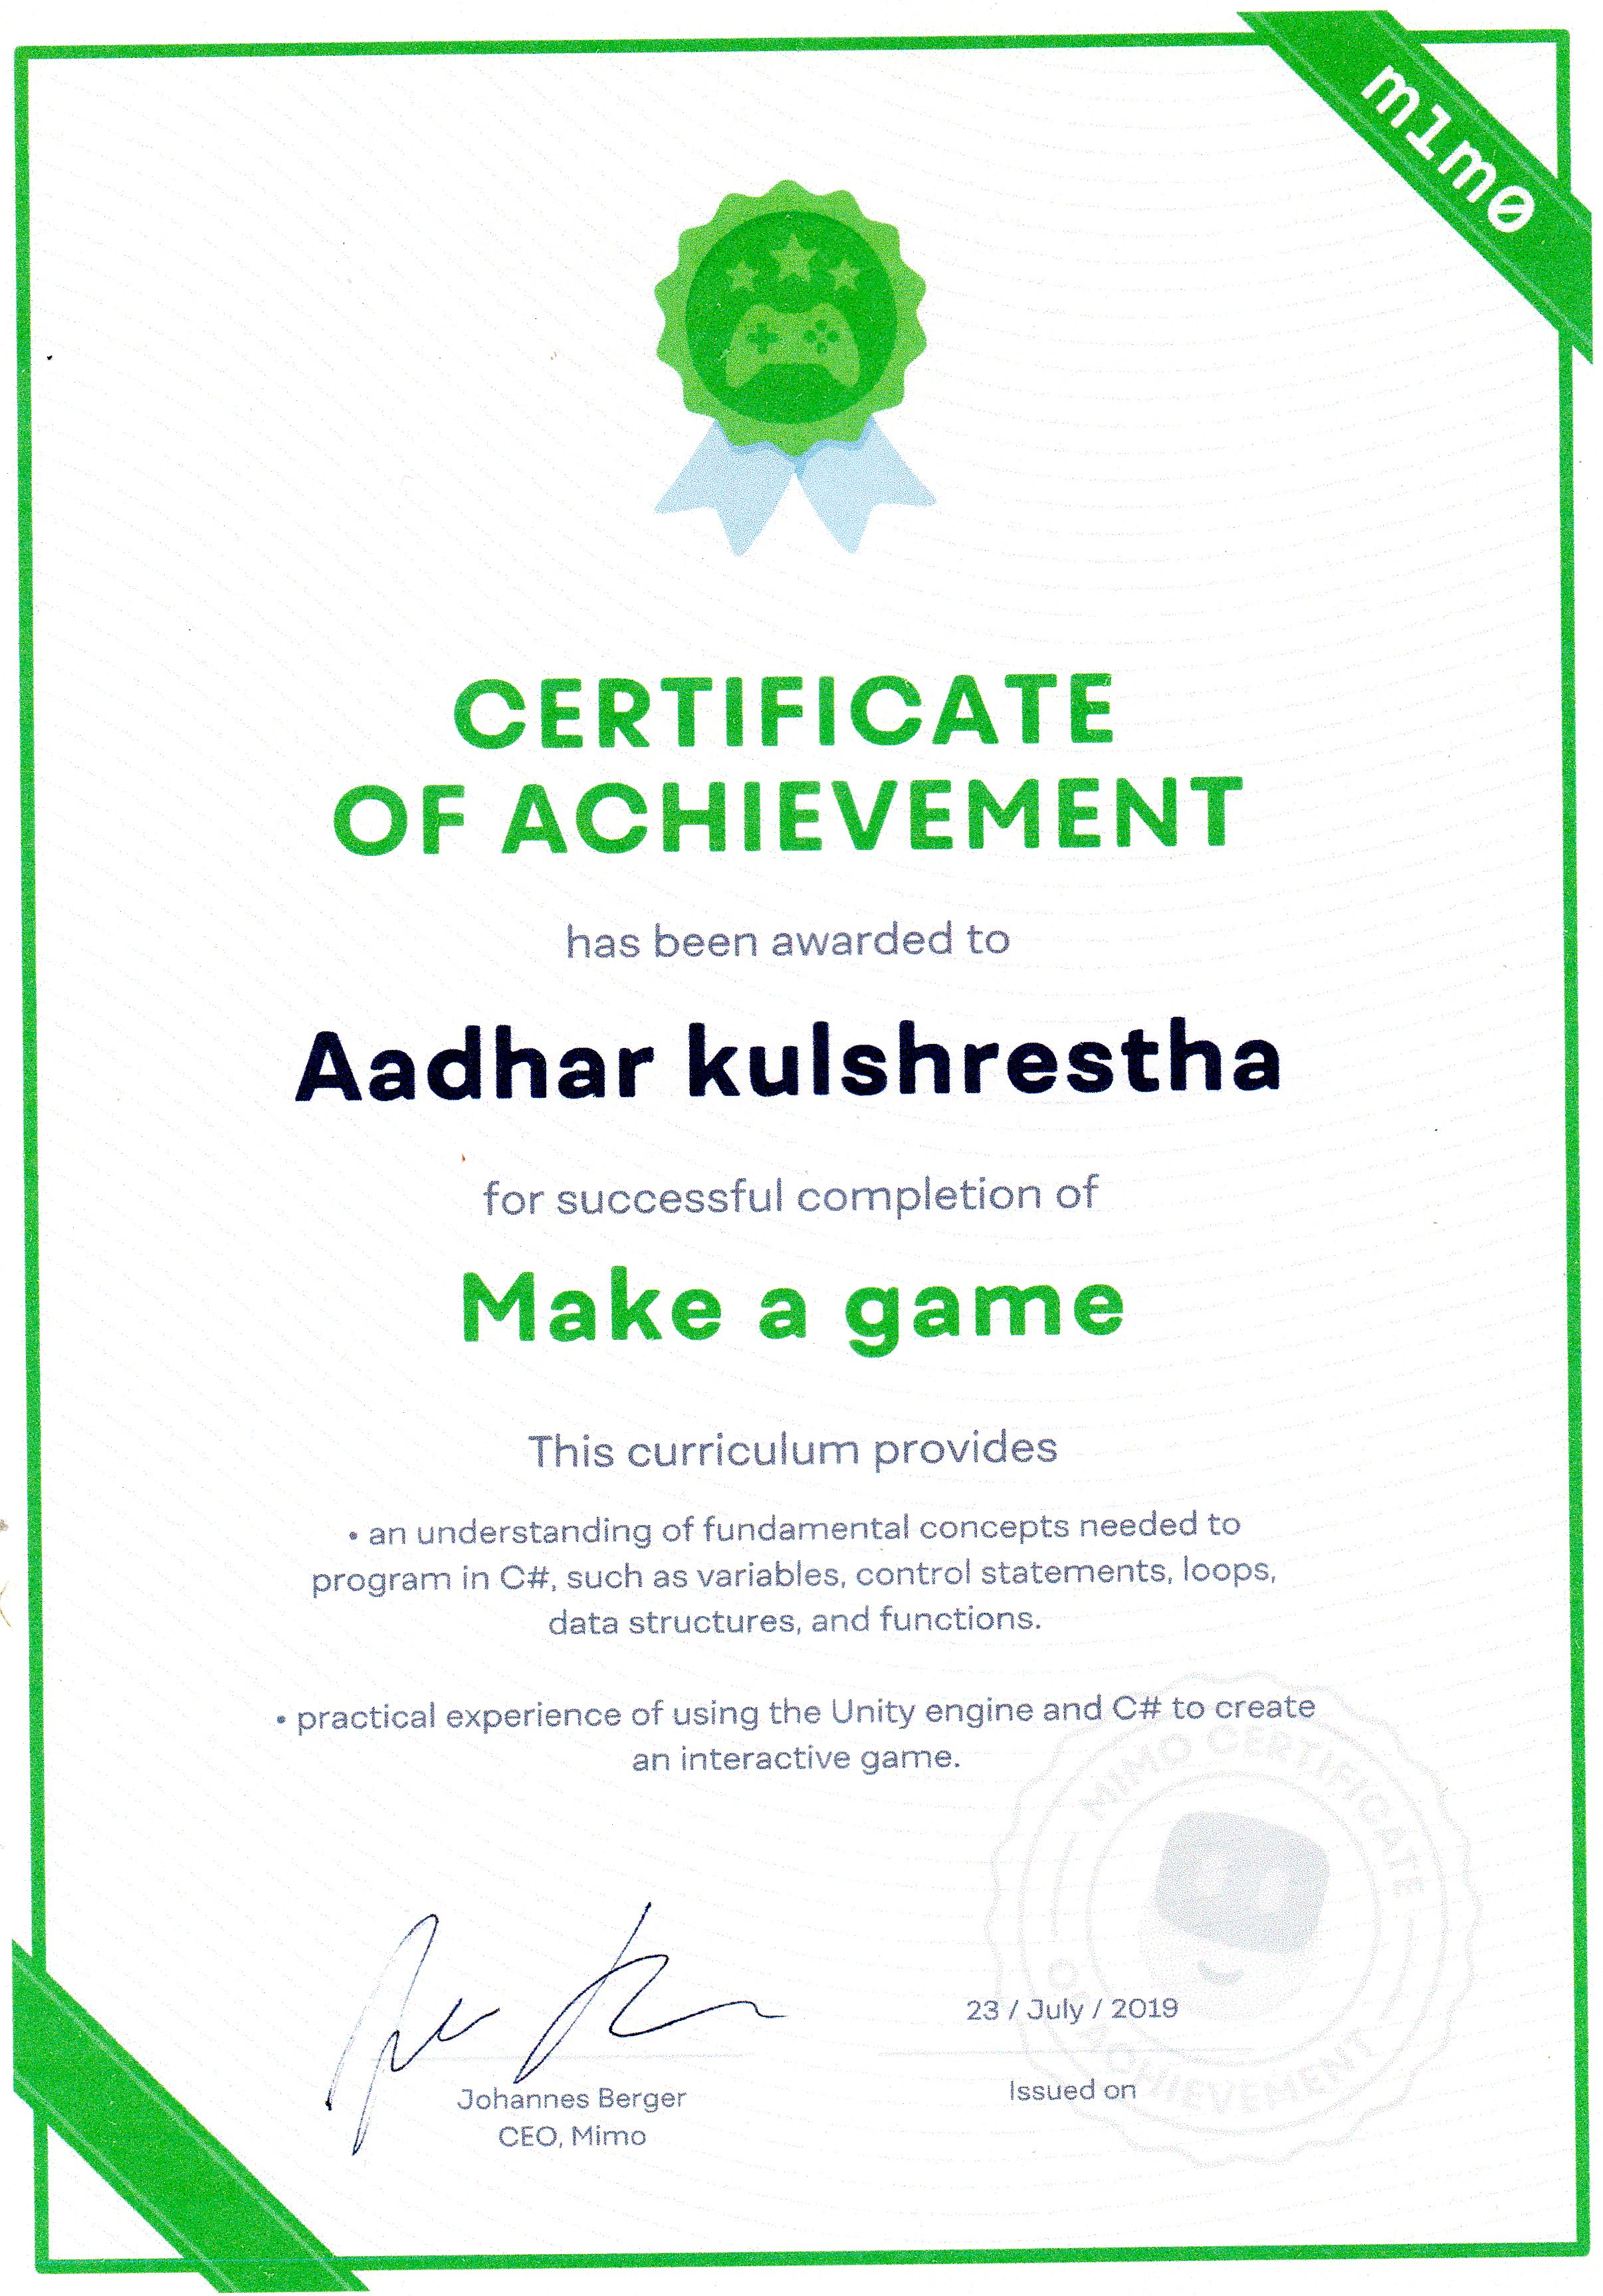 m1m0
CERTIFICATE
OF ACHIEVEMENT
has been awarded to
Aadhar kulshrestha
for successful completion of
Make a game
This curriculum provides
• an understanding of fundamental concepts needed to
program in C#, such as variables, control statements, loops,
data structures, and functions.
• practical experience of using the Unity engine and C# to create
an interactive game.
MIMO CERTIFICATE
OF ACHIEVEMENT
23 / July / 2019
Johannes Berger
CEO, Mimo
Issued on